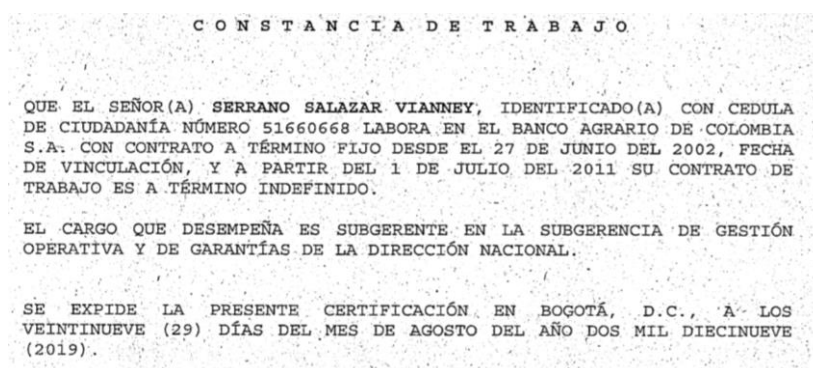 CONSTANCIA DE TRABAJO
QUE EL SEÑOR(A) SERRANO SALAZAR VIANNEY, IDENTIFICADO(A) CON CEDULA
DE CIUDADANÍA NÚMERO 51660668 LABORA EN EL BANCO AGRARIO DE COLOMBIA
S.A. CON CONTRATO A TÉRMINO FIJO DESDE EL 27 DE JUNIO DEL 2002, FECHA
DE VINCULACIÓN, Y A PARTIR DEL 1 DE JULIO DEL 2011 SU CONTRATO DE
TRABAJO ES A TÉRMINO INDEFINIDO.
EL CARGO QUE DESEMPEÑA ES SUBGERENTE EN LA SUBGERENCIA DE GESTIÓN
OPERATIVA Y DE GARANTÍAS DE LA DIRECCIÓN NACIONAL.
SE EXPIDE LA PRESENTE CERTIFICACIÓN EN BOGOTÁ, D.C., A LOS
VEINTINUEVE (29) DÍAS DEL MES DE AGOSTO DEL AÑO DOS MIL DIECINUEVE
(2019).